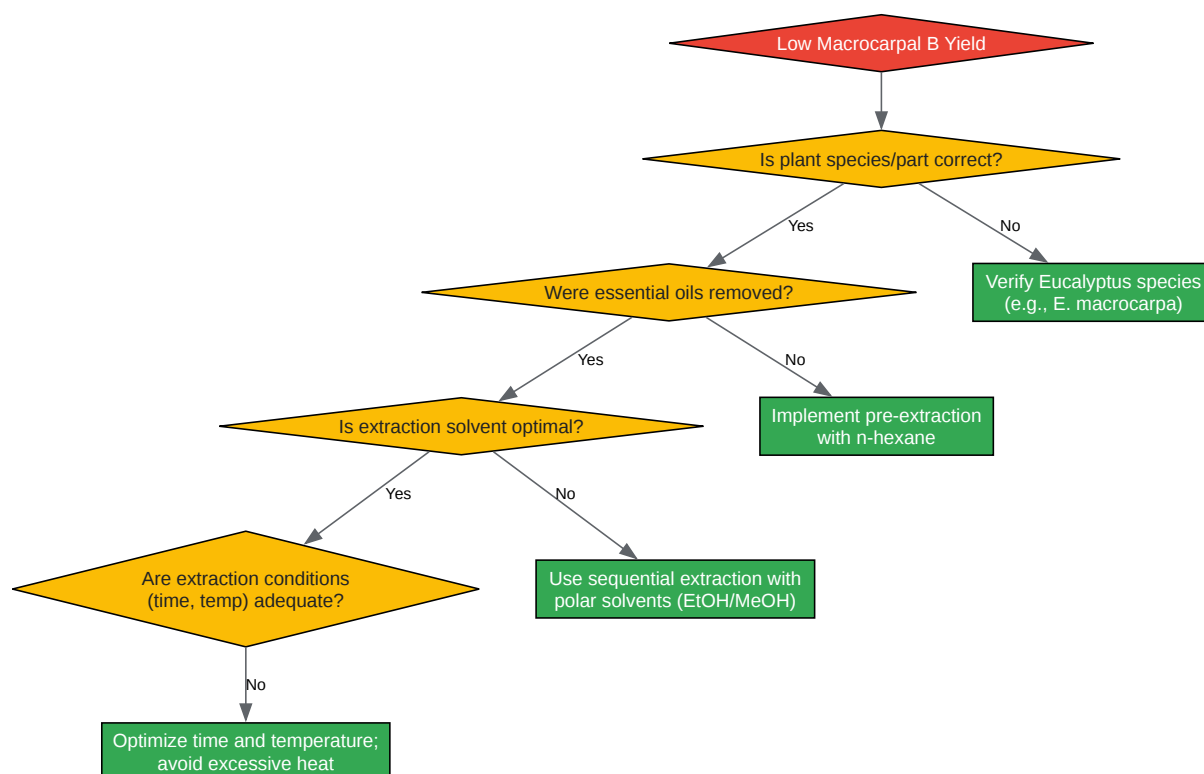 Low Macrocarpal B Yield
Is plant species/part correct?
Yes
No
Were essential oils removed?
Verify Eucalyptus species
(e.g., E. macrocarpa)
Yes
No
Is extraction solvent optimal?
Implement pre-extraction
with n-hexane
Yes
No
Are extraction conditions
(time, temp) adequate?
Use sequential extraction with
polar solvents (EtOH/MeOH)
No
Optimize time and temperature;
avoid excessive heat